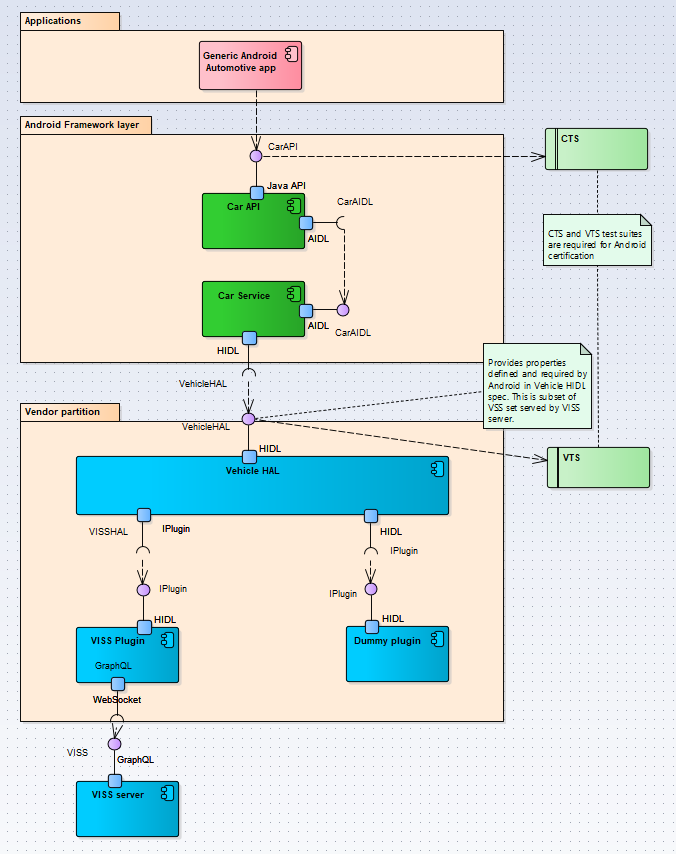 Applications
Generic Android
Automotive app
Android Framework layer
CarAPI
CTS
Java API
Car API
CarAIDL
AIDL
CTS and VTS test suites
are required for Android
certification
Car Service
AIDL
CarAIDL
HIDL
Provides properties
defined and required by
Android in Vehicle HIDL
spec. This is subset of
VSS set served by VISS
server.
VehicleHAL
Vendor partition
VehicleHAL
HIDL
VTS
Vehicle HAL
VISSHAL
IPlugin
HIDL
IPlugin
IPlugin
IPlugin
HIDL
HIDL
VISS Plugin
Dummy plugin
GraphQL
WebSocket
VISS
GraphQL
VISS server